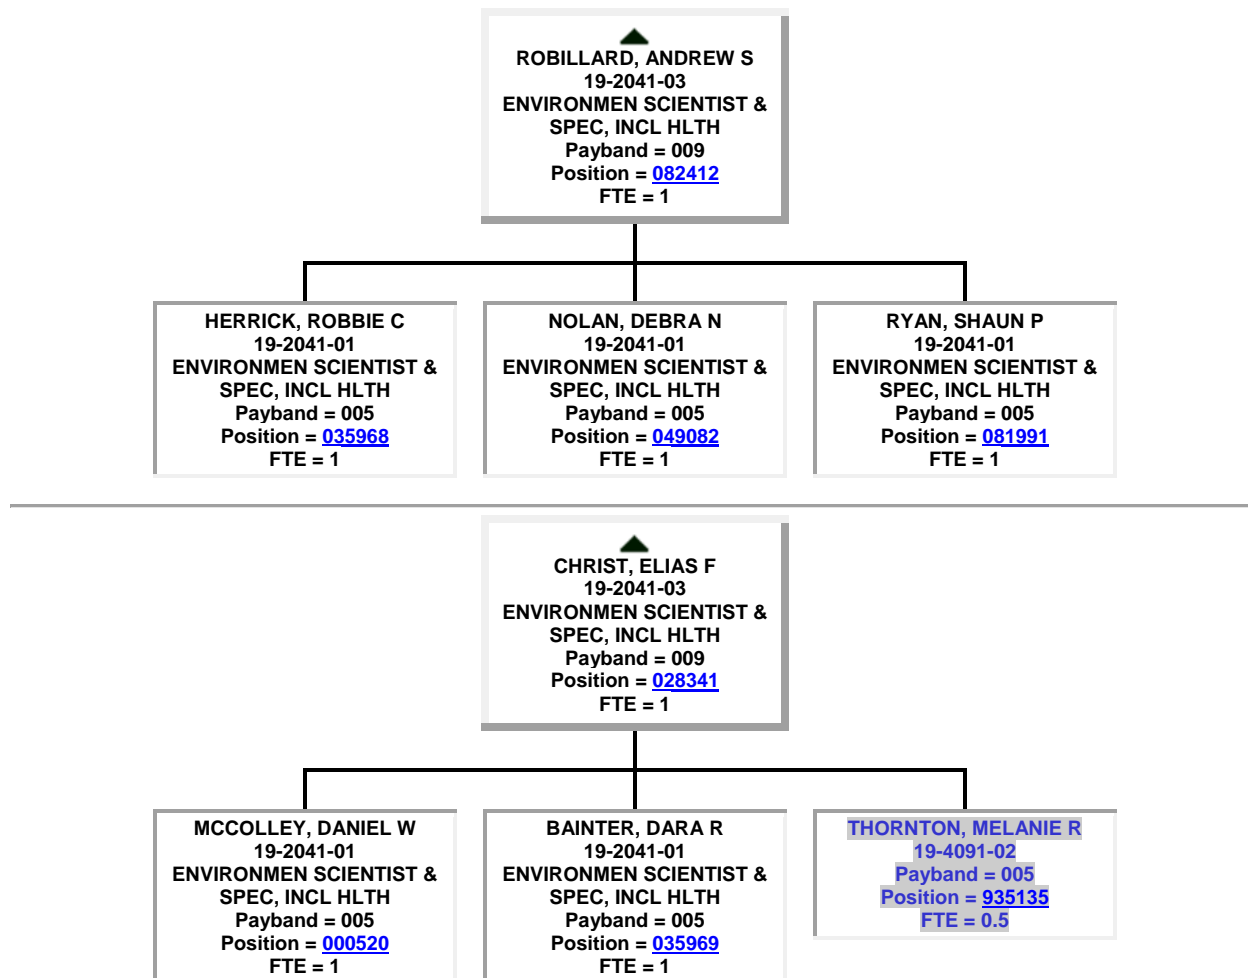 ROBILLARD, ANDREW S
19-2041-03
ENVIRONMEN SCIENTIST &
SPEC, INCL HLTH
Payband = 009
Position = 082412
FTE = 1
HERRICK, ROBBIE C
19-2041-01
ENVIRONMEN SCIENTIST &
SPEC, INCL HLTH
Payband = 005
Position = 035968
FTE = 1
NOLAN, DEBRA N
19-2041-01
ENVIRONMEN SCIENTIST &
SPEC, INCL HLTH
Payband = 005
Position = 049082
FTE = 1
RYAN, SHAUN P
19-2041-01
ENVIRONMEN SCIENTIST &
SPEC, INCL HLTH
Payband = 005
Position = 081991
FTE = 1
CHRIST, ELIAS F
19-2041-03
ENVIRONMEN SCIENTIST &
SPEC, INCL HLTH
Payband = 009
Position = 028341
FTE = 1
MCCOLLEY, DANIEL W
19-2041-01
ENVIRONMEN SCIENTIST &
SPEC, INCL HLTH
Payband = 005
Position = 000520
FTE = 1
BAINTER, DARA R
19-2041-01
ENVIRONMEN SCIENTIST &
SPEC, INCL HLTH
Payband = 005
Position = 035969
FTE = 1
THORNTON, MELANIE R
19-4091-02
Payband = 005
Position = 935135
FTE = 0.5